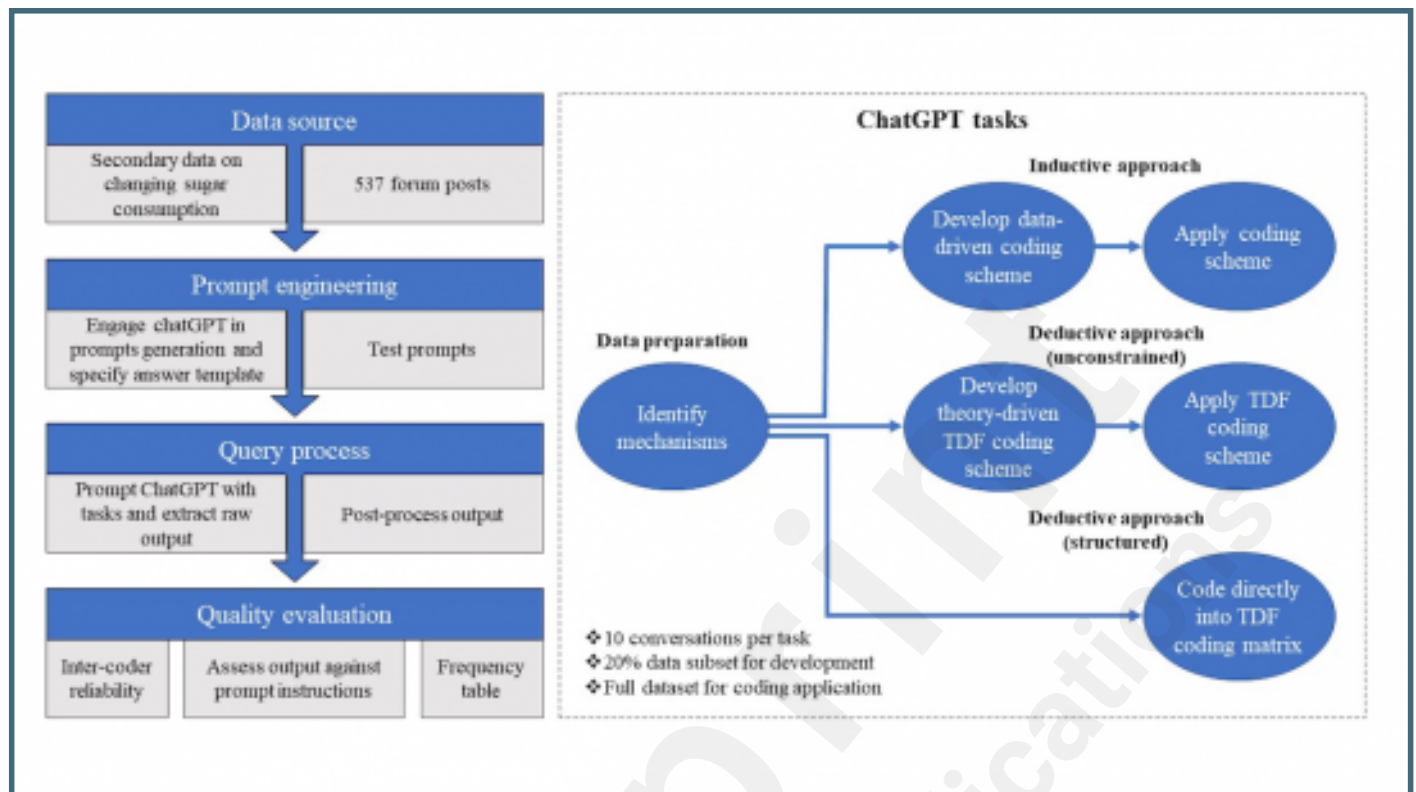 Data source
Secondary data on
changing sugar
consumption
537 forum posts
Prompt engineering
Engage chatGPT in
prompts generation and
specify answer template
Test prompts
Query process
Prompt ChatGPT with
tasks and extract raw
output
Post-process output
Quality evaluation
Inter-coder
reliability
Assess output against
prompt instructions
Frequency
table
ChatGPT tasks
Inductive approach
Develop data-
driven coding
scheme
Apply coding
scheme
Data preparation
Identify
mechanisms
Deductive approach
(unconstrained)
Develop
theory-driven
TDF coding
scheme
Apply TDF
coding
scheme
Deductive approach
(structured)
Code directly
into TDF
coding matrix
❖10 conversations per task
❖20% data subset for development
❖Full dataset for coding application